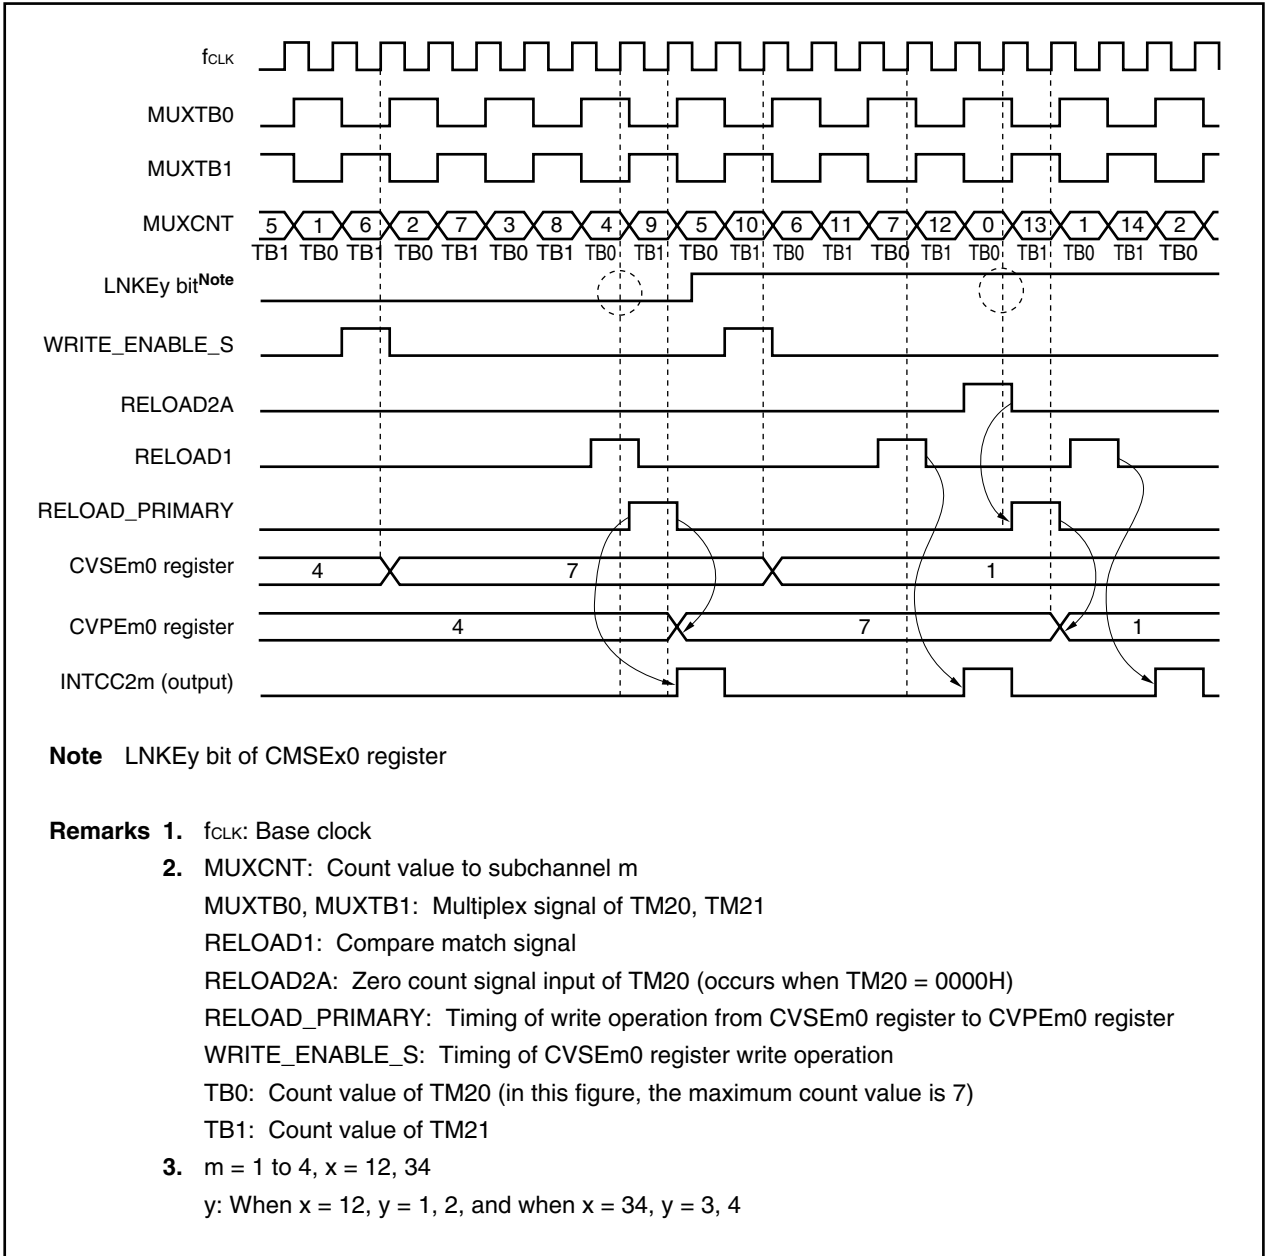 fCLK
MUXTB0
MUXTB1
MUXCNT 5 1 6 2 7 3 8 4 9 5 10 6 11 7 12 0 13 1 14 2
TB1 TB0 TB1 TB0 TB1 TB0 TB1 TB0 TB1 TB0 TB1 TB0 TB1 TB0 TB1 TB0 TB1 TB0 TB1 TB0
LNKEy bitNote
WRITE_ENABLE_S
RELOAD2A
RELOAD1
RELOAD_PRIMARY
CVSEm0 register 4 7 1
CVPEm0 register 4 7 1
INTCC2m (output)
Note LNKEy bit of CMSEx0 register
Remarks 1. fCLK: Base clock
2. MUXCNT: Count value to subchannel m
MUXTB0, MUXTB1: Multiplex signal of TM20, TM21
RELOAD1: Compare match signal
RELOAD2A: Zero count signal input of TM20 (occurs when TM20 = 0000H)
RELOAD_PRIMARY: Timing of write operation from CVSEm0 register to CVPEm0 register
WRITE_ENABLE_S: Timing of CVSEm0 register write operation
TB0: Count value of TM20 (in this figure, the maximum count value is 7)
TB1: Count value of TM21
3. m = 1 to 4, x = 12, 34
y: When x = 12, y = 1, 2, and when x = 34, y = 3, 4